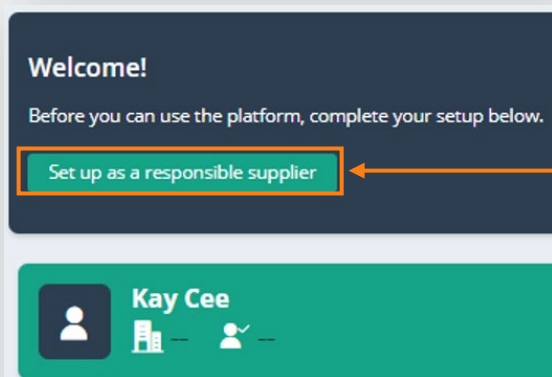 Welcome!
Before you can use the platform, complete your setup below.
Set up as a responsible supplier
Kay Cee
-- --